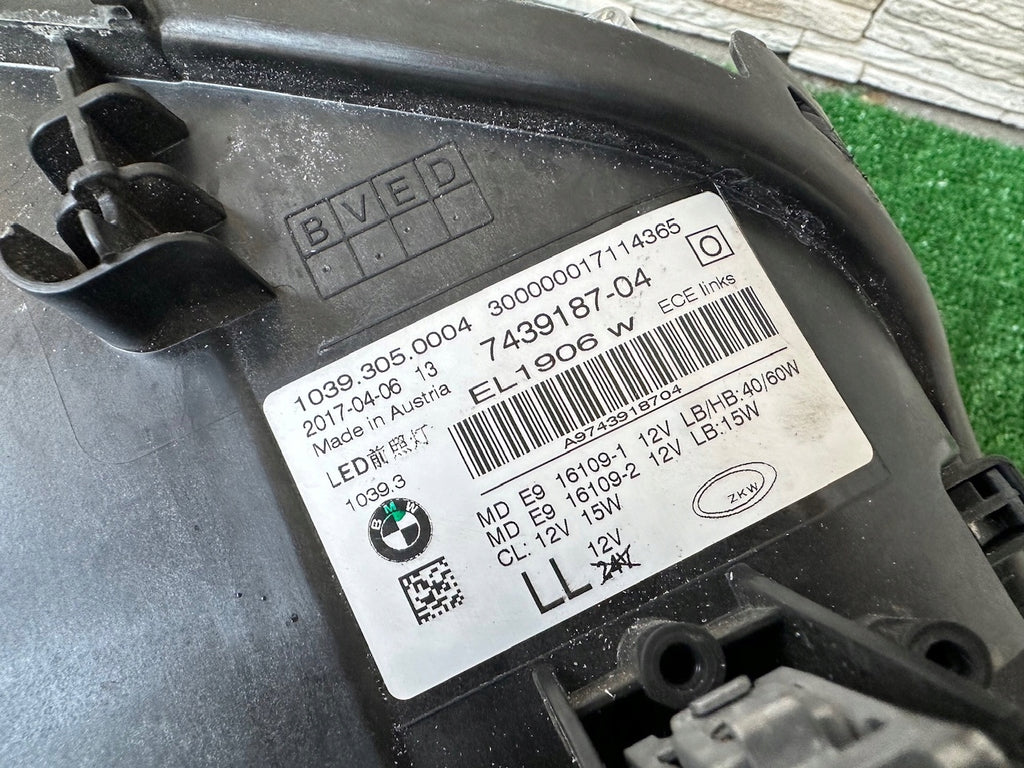 BVED
1039.305.0004 300000017114365
2017-04-06 13 7439187-04 O
Made in Austria EL1906 W ECE links
LED前照灯
A9743918704
1039.3
BMW
MD E9 16109-1 12V LB/HB:40/60W
MD E9 16109-2 12V LB:15W
CL: 12V 15W
ZKW
LL 12V
24V